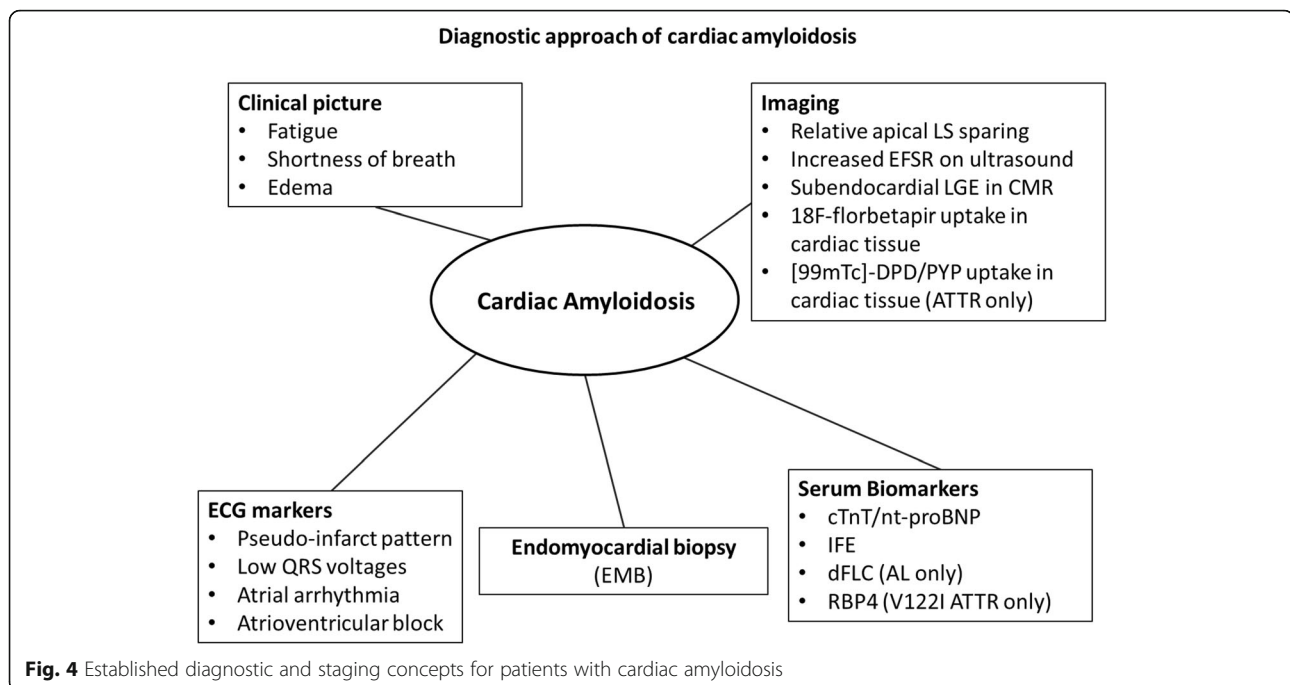 Diagnostic approach of cardiac amyloidosis
Clinical picture
• Fatigue
• Shortness of breath
• Edema
Imaging
• Relative apical LS sparing
• Increased EFSR on ultrasound
• Subendocardial LGE in CMR
• 18F-florbetapir uptake in
cardiac tissue
• [99mTc]-DPD/PYP uptake in
cardiac tissue (ATTR only)
Cardiac Amyloidosis
ECG markers
• Pseudo-infarct pattern
• Low QRS voltages
• Atrial arrhythmia
• Atrioventricular block
Endomyocardial biopsy
(EMB)
Serum Biomarkers
• cTnT/nt-proBNP
• IFE
• dFLC (AL only)
• RBP4 (V122I ATTR only)
Fig. 4 Established diagnostic and staging concepts for patients with cardiac amyloidosis